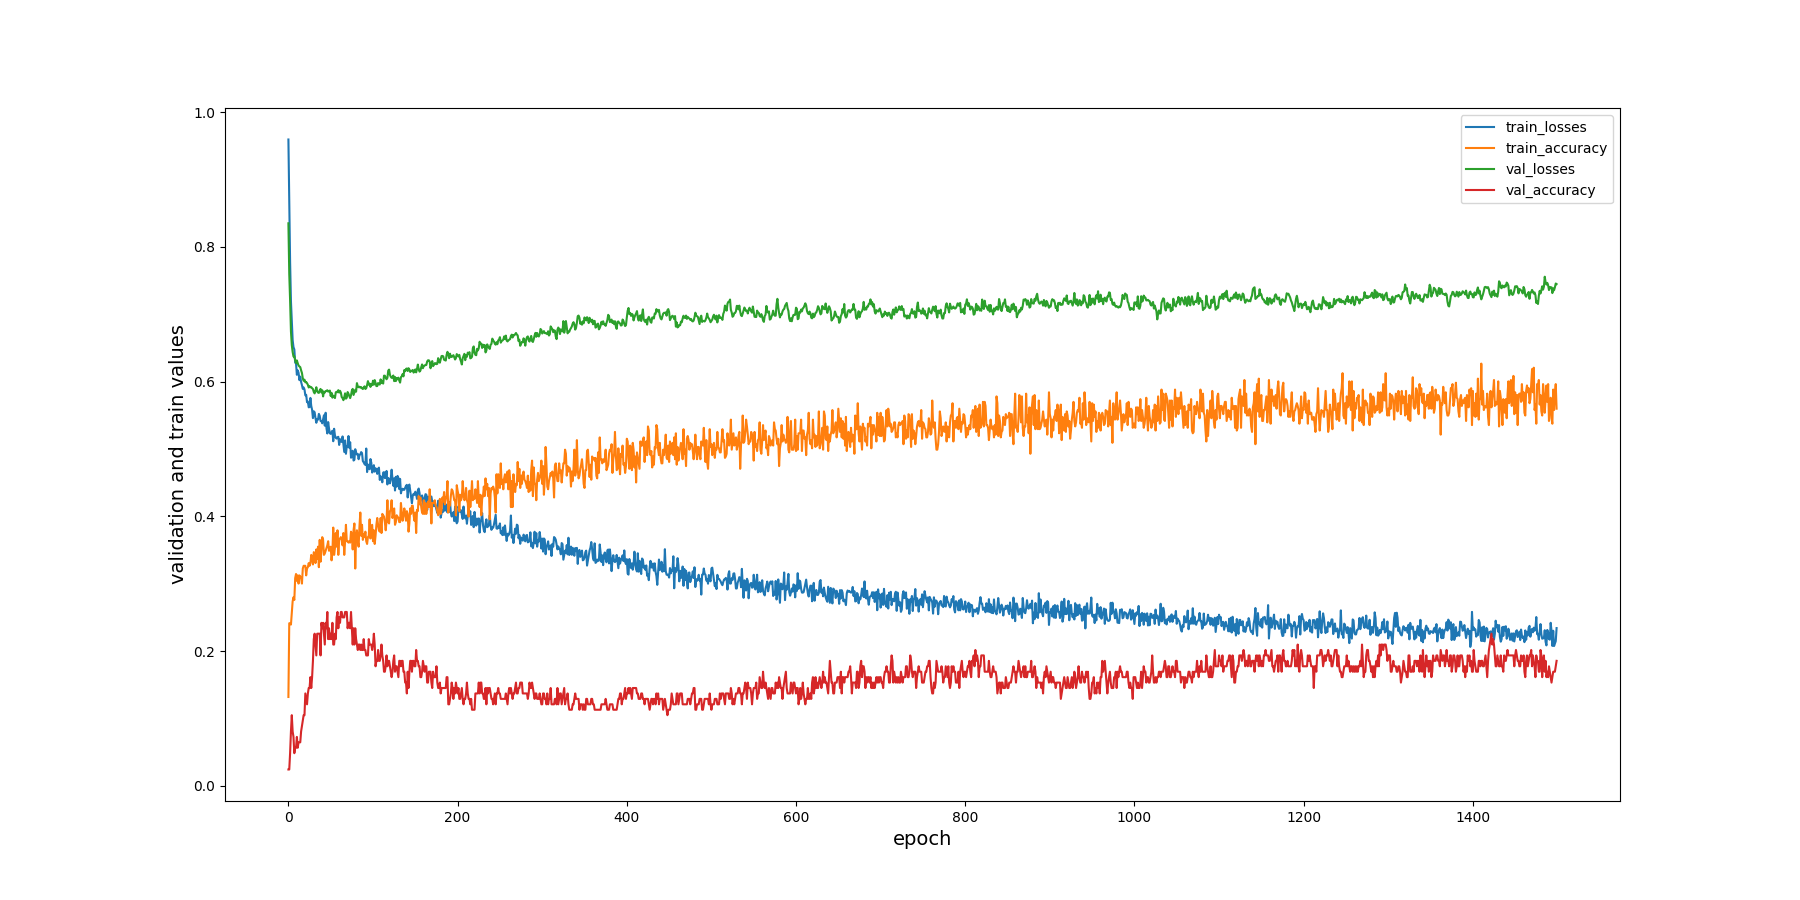 1.0
0.8
0.6
0.4
0.2
0.0
validation and train values
train_losses
train_accuracy
val_losses
val_accuracy
0 200 400 600 800 1000 1200 1400
epoch